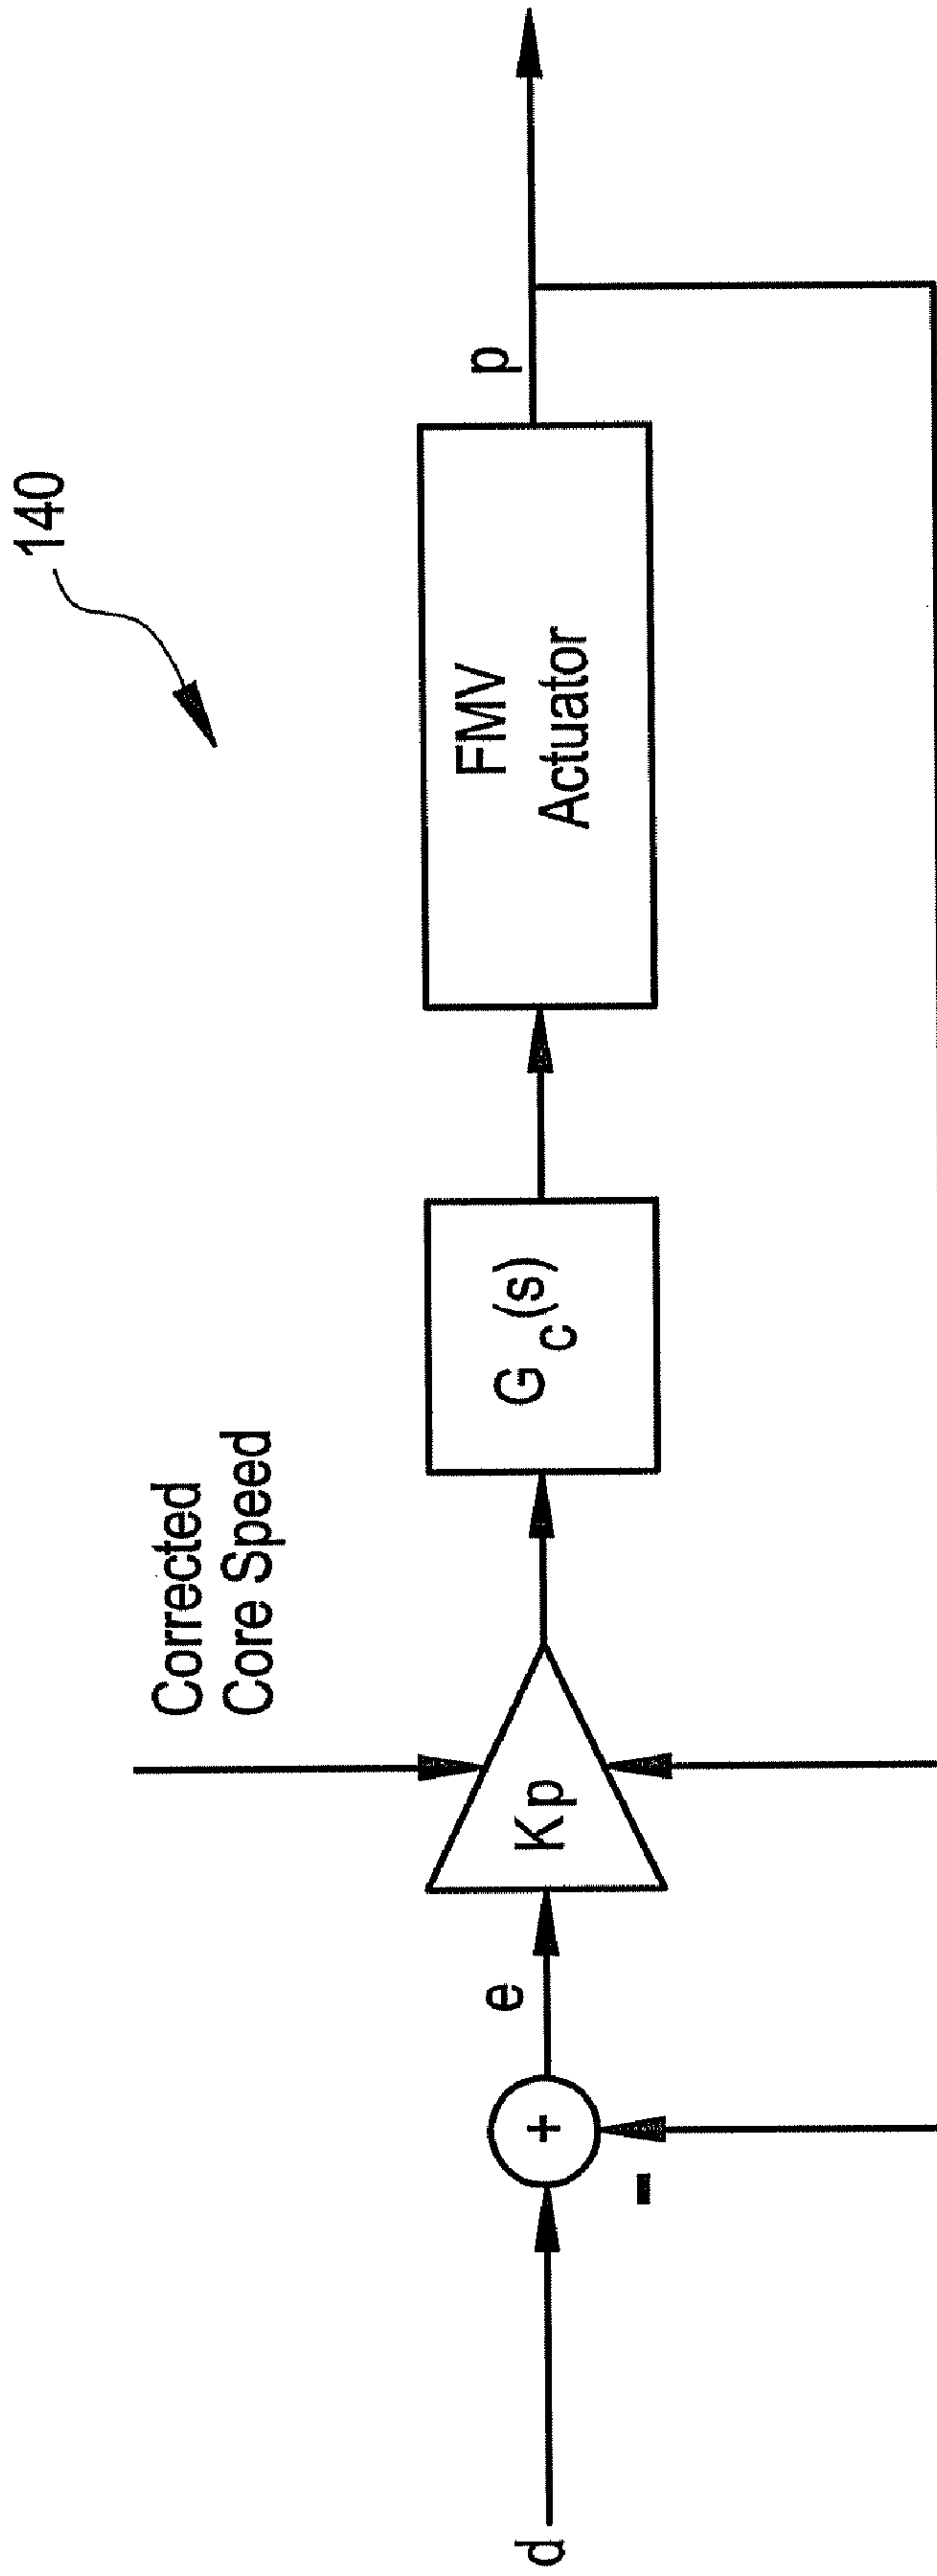 140
Corrected
Core Speed
d
+
-
e
Kp
G c (s)
FMV
Actuator
p